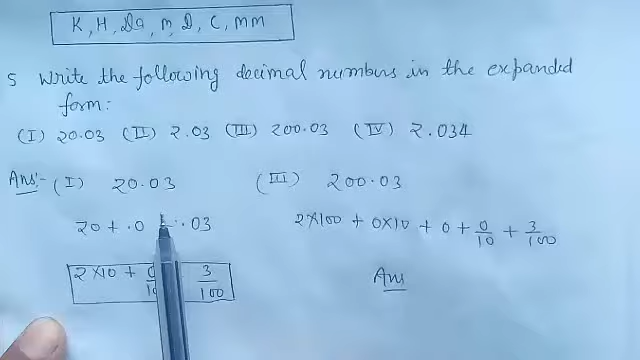 K, H, Da, m, D, C, mm
5 Write the following decimal numbers in the expanded
form:
(I) 20.03 (II) 2.03 (III) 200.03 (IV) 2.034
Ans:- (I) 20.03 (III) 200.03
20 + .0 .03 2×100 + 0×10 + 0 + 0/10 + 3/100
2×10 + 3/100 Ans